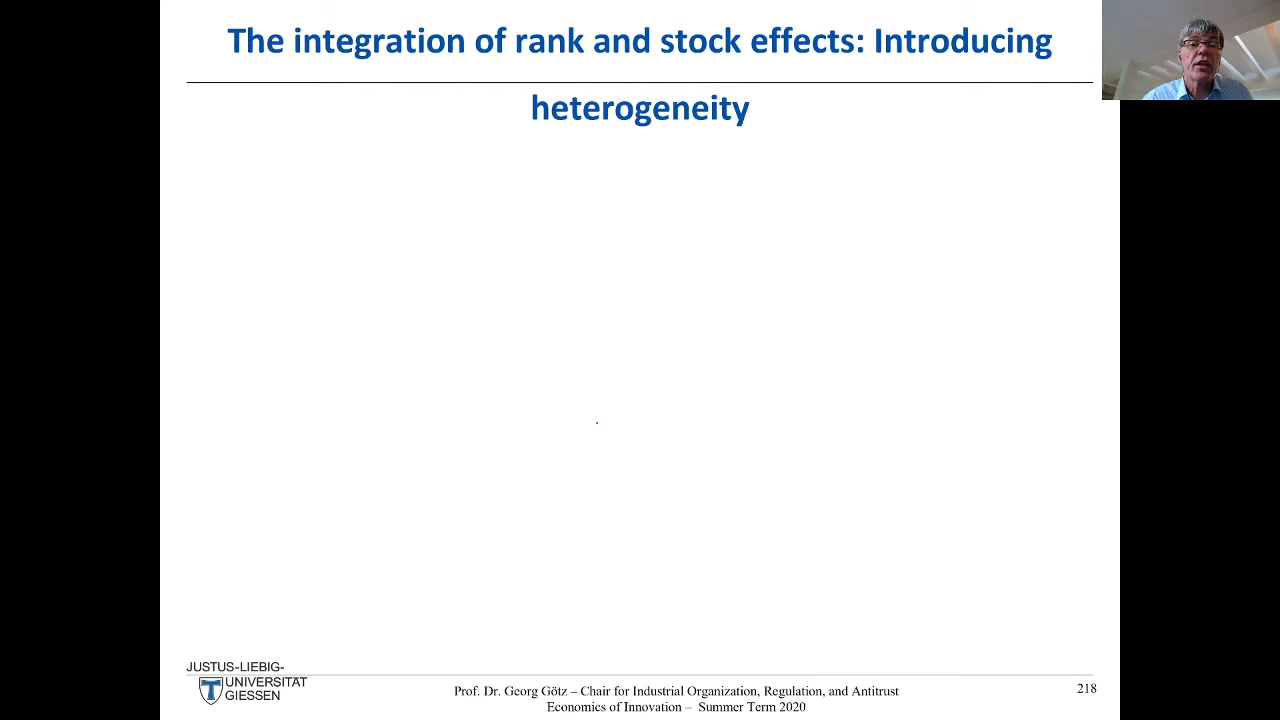 The integration of rank and stock effects: Introducing
heterogeneity
JUSTUS-LIEBIG-
UNIVERSITÄT
GIESSEN
Prof. Dr. Georg Götz – Chair for Industrial Organization, Regulation, and Antitrust
Economics of Innovation – Summer Term 2020
218